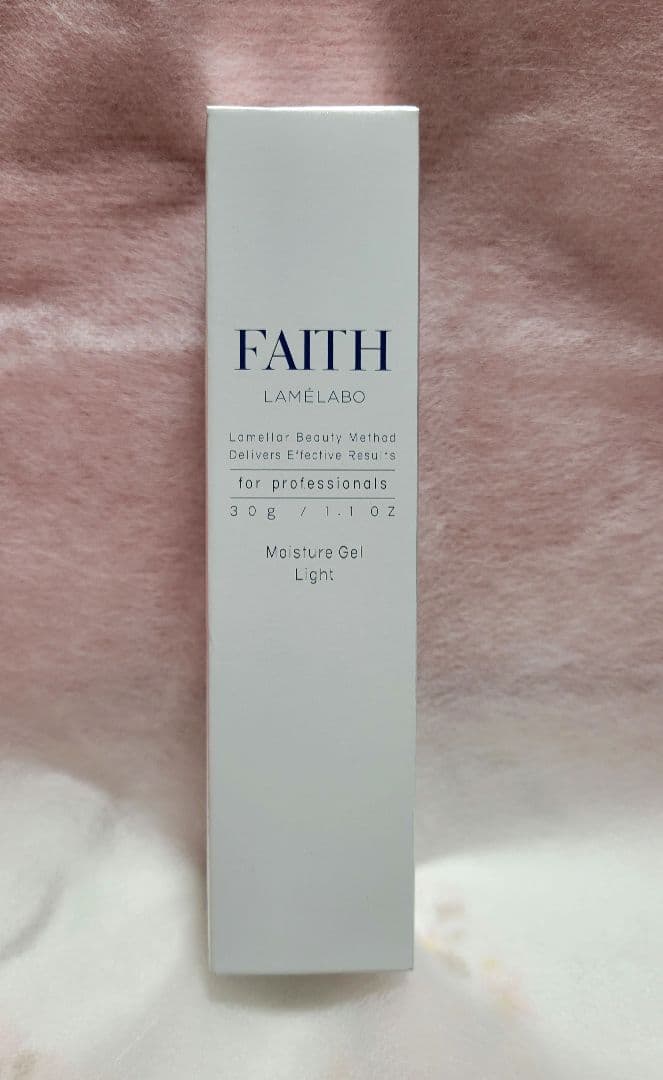 FAITH
LAMÉLABO
Lamellar Beauty Method
Delivers Effective Results
for professionals
30g / 1.1 OZ
Moisture Gel
Light